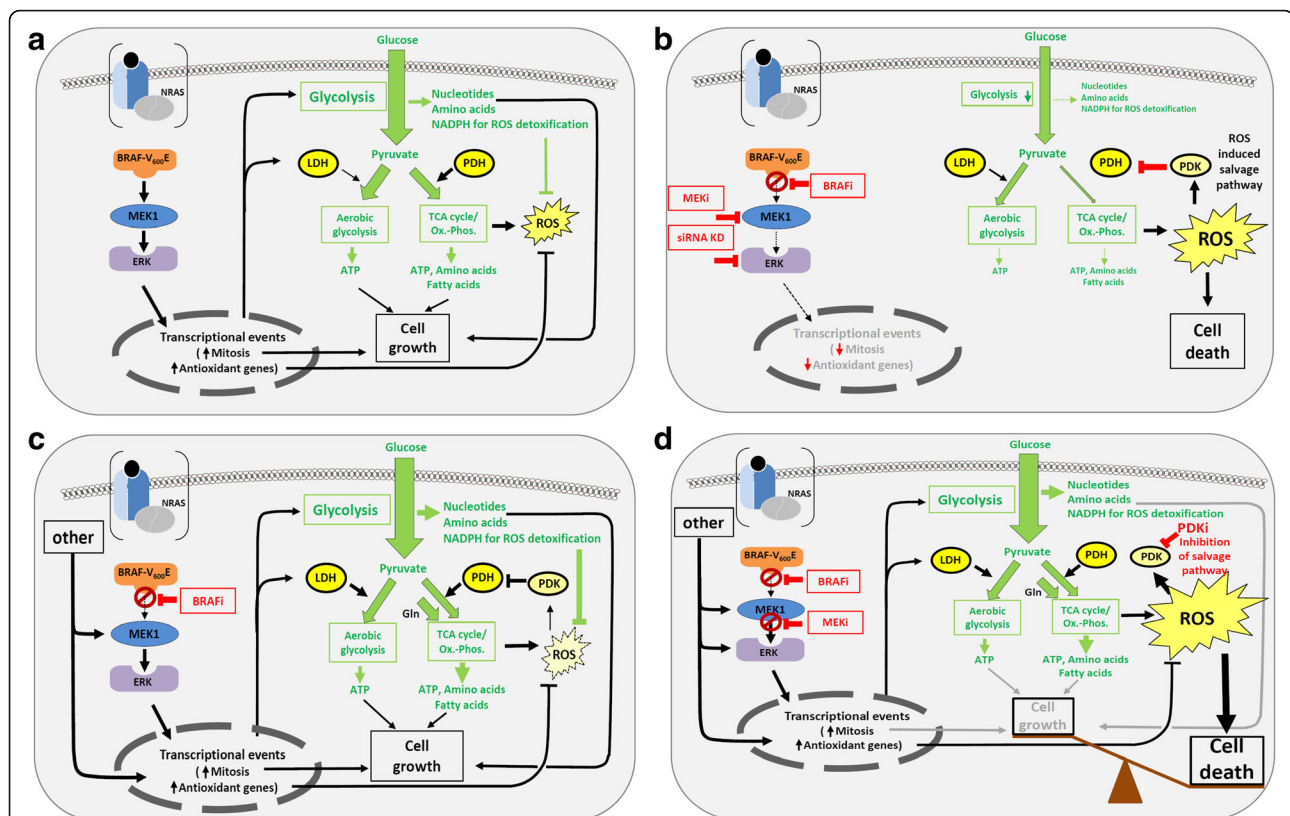 a
Glucose
NRAS
Glycolysis
Nucleotides
Amino acids
NADPH for ROS detoxification
BRAF-V600E
LDH
Pyruvate
PDH
MEK1
Aerobic
glycolysis
TCA cycle/
Ox.-Phos.
ROS
ERK
ATP
ATP, Amino acids
Fatty acids
Transcriptional events
(↑Mitosis
↑Antioxidant genes)
Cell
growth
b
Glucose
NRAS
Glycolysis ↓
Nucleotides
Amino acids
NADPH for ROS detoxification
BRAF-V600E
BRAFi
LDH
Pyruvate
PDH
PDK
ROS
induced
salvage
pathway
MEKi
MEK1
siRNA KD
Aerobic
glycolysis
TCA cycle/
Ox.-Phos.
ROS
ERK
ATP
ATP, Amino acids
Fatty acids
Transcriptional events
(↓Mitosis
↓Antioxidant genes)
Cell
death
c
Glucose
NRAS
other
Glycolysis
Nucleotides
Amino acids
NADPH for ROS detoxification
BRAF-V600E
BRAFi
LDH
Pyruvate
PDH
PDK
Gln
MEK1
Aerobic
glycolysis
TCA cycle/
Ox.-Phos.
ROS
ERK
ATP
ATP, Amino acids
Fatty acids
Transcriptional events
(↑Mitosis
↑Antioxidant genes)
Cell
growth
d
Glucose
NRAS
other
Glycolysis
Nucleotides
Amino acids
NADPH for ROS detoxification
PDKi
Inhibition
of salvage
pathway
BRAF-V600E
BRAFi
LDH
Pyruvate
PDH
PDK
Gln
MEK1
MEKi
Aerobic
glycolysis
TCA cycle/
Ox.-Phos.
ROS
ERK
ATP
ATP, Amino acids
Fatty acids
Transcriptional events
(↑Mitosis
↑Antioxidant genes)
Cell
growth
Cell
death